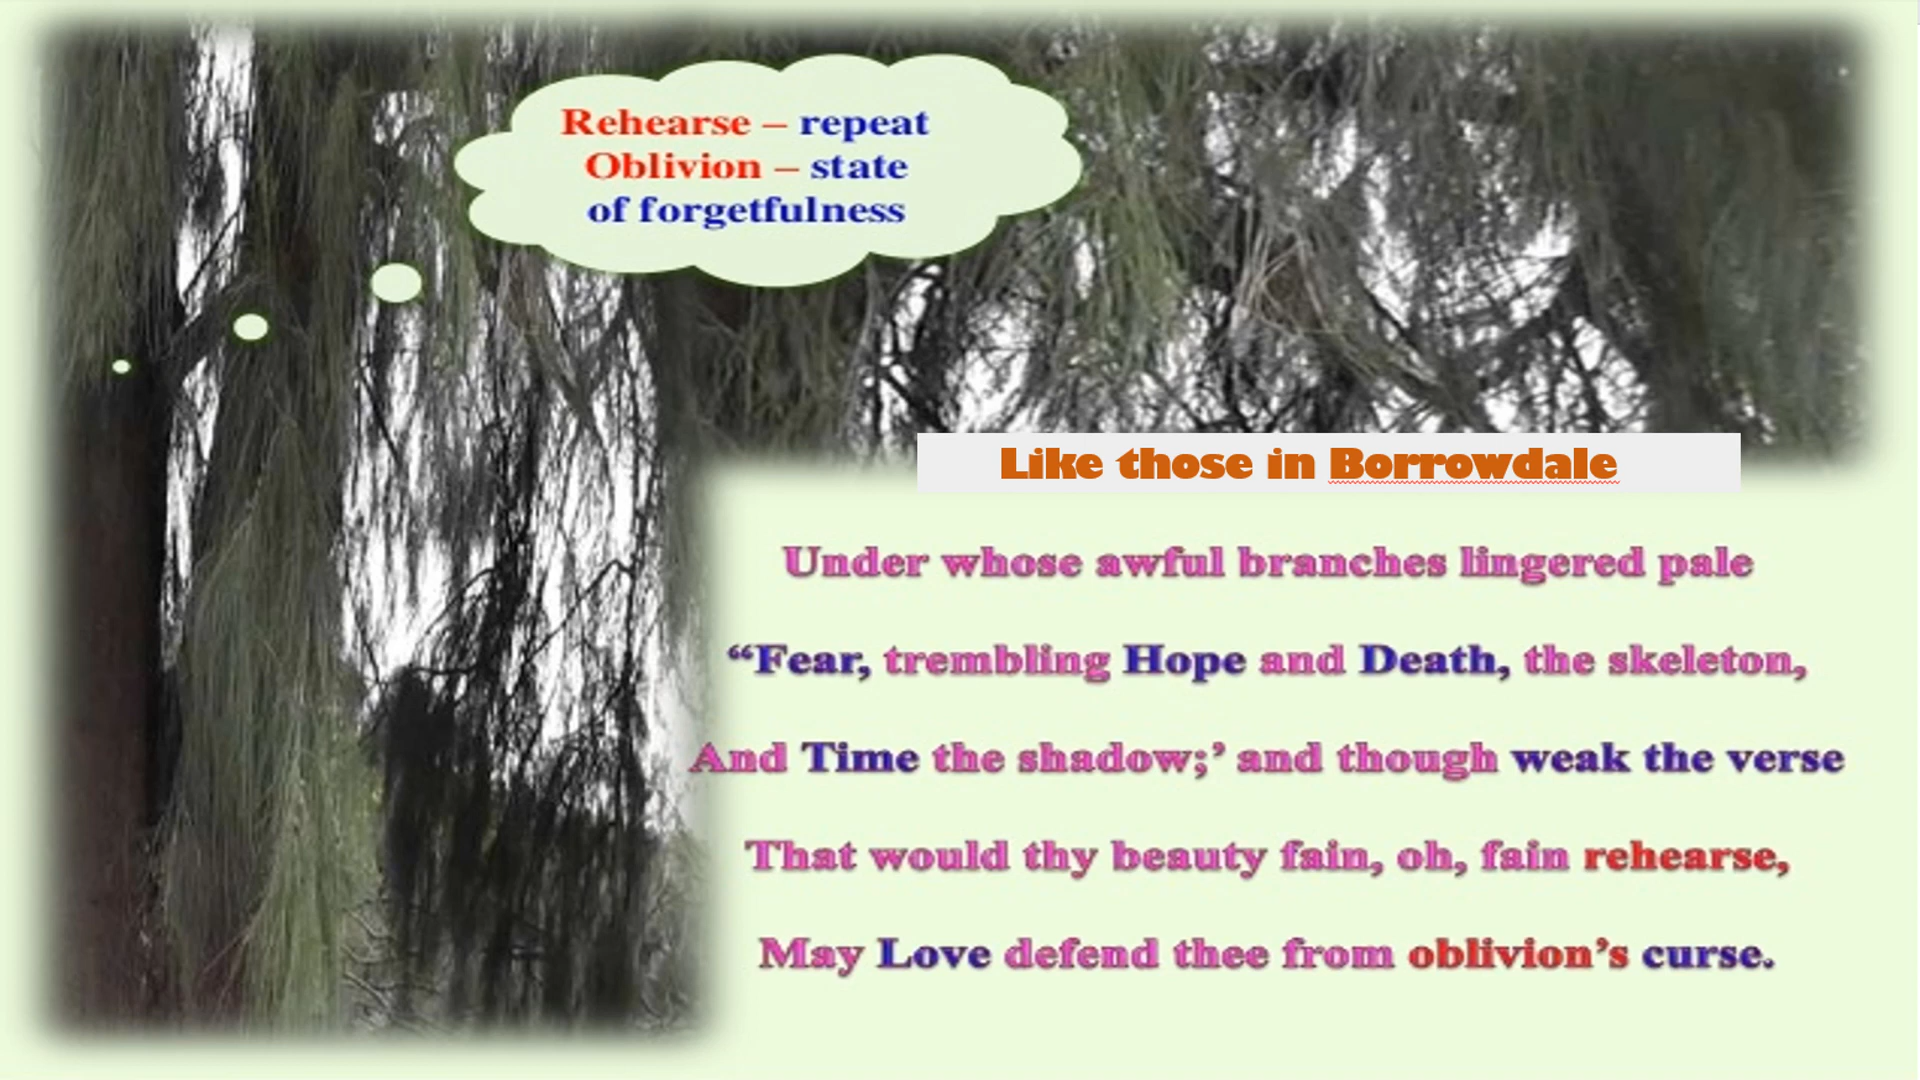 Rehearse – repeat
Oblivion – state
of forgetfulness
Like those in Borrowdale
Under whose awful branches lingered pale
“Fear, trembling Hope and Death, the skeleton,
And Time the shadow;’ and though weak the verse
That would thy beauty fain, oh, fain rehearse,
May Love defend thee from oblivion’s curse.